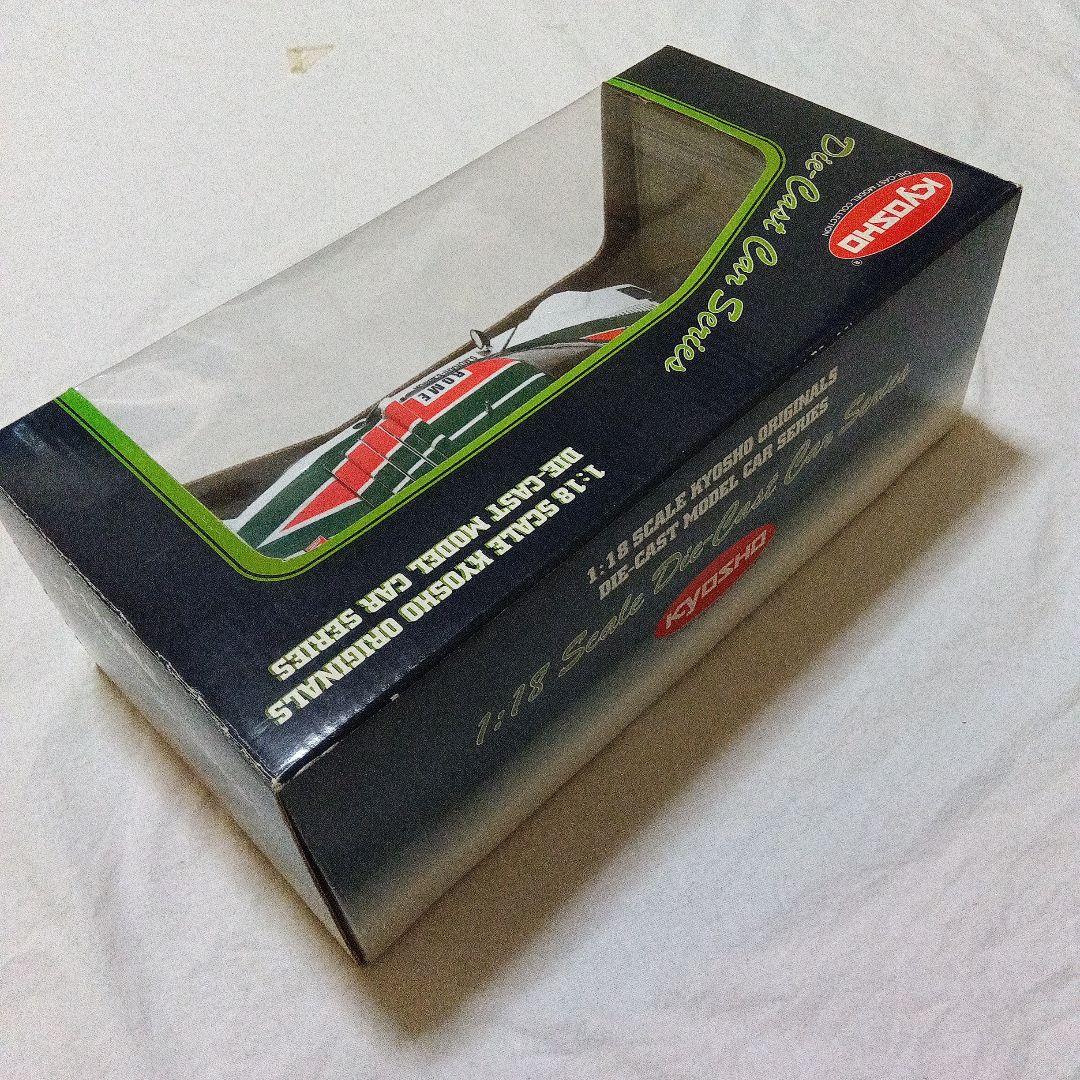 Die-Cast Car Series
KYOSHO
DIE-CAST MODEL COLLECTION
®
ROME
1:18 SCALE KYOSHO ORIGINALS
DIE-CAST MODEL CAR SERIES
1:18 SCALE KYOSHO ORIGINALS
DIE-CAST MODEL CAR SERIES
1:18 Scale Die-Cast Car Series
KYOSHO